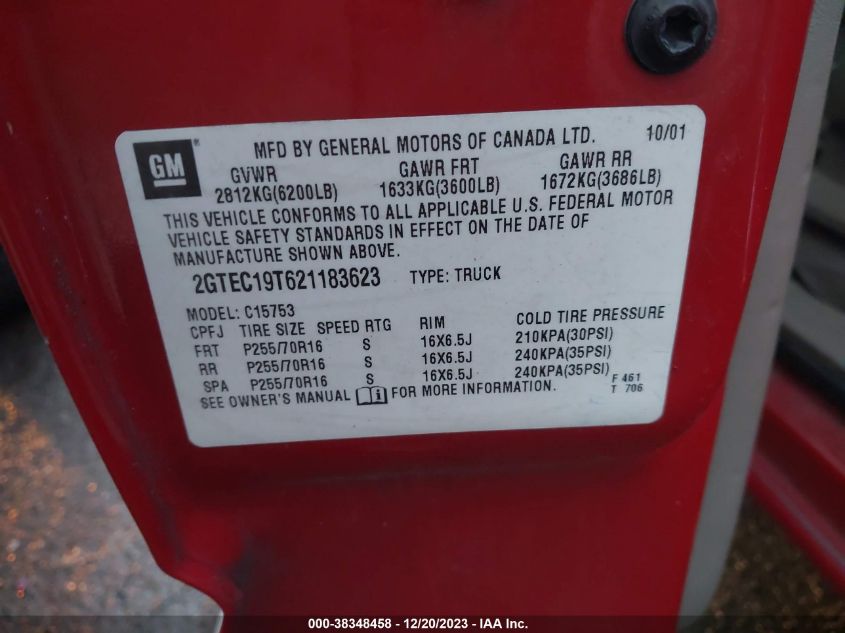 GM ® MFD BY GENERAL MOTORS OF CANADA LTD. 10/01
GVWR GAWR FRT GAWR RR
2812KG(6200LB) 1633KG(3600LB) 1672KG(3686LB)
THIS VEHICLE CONFORMS TO ALL APPLICABLE U.S. FEDERAL MOTOR
VEHICLE SAFETY STANDARDS IN EFFECT ON THE DATE OF
MANUFACTURE SHOWN ABOVE.
2GTEC19T621183623 TYPE: TRUCK
MODEL: C15753
CPFJ TIRE SIZE SPEED RTG RIM COLD TIRE PRESSURE
FRT P255/70R16 S 16X6.5J 210KPA(30PSI)
RR P255/70R16 S 16X6.5J 240KPA(35PSI)
SPA P255/70R16 S 16X6.5J 240KPA(35PSI)
SEE OWNER'S MANUAL i FOR MORE INFORMATION. F 461
T 706
000-38348458 - 12/20/2023 - IAA Inc.